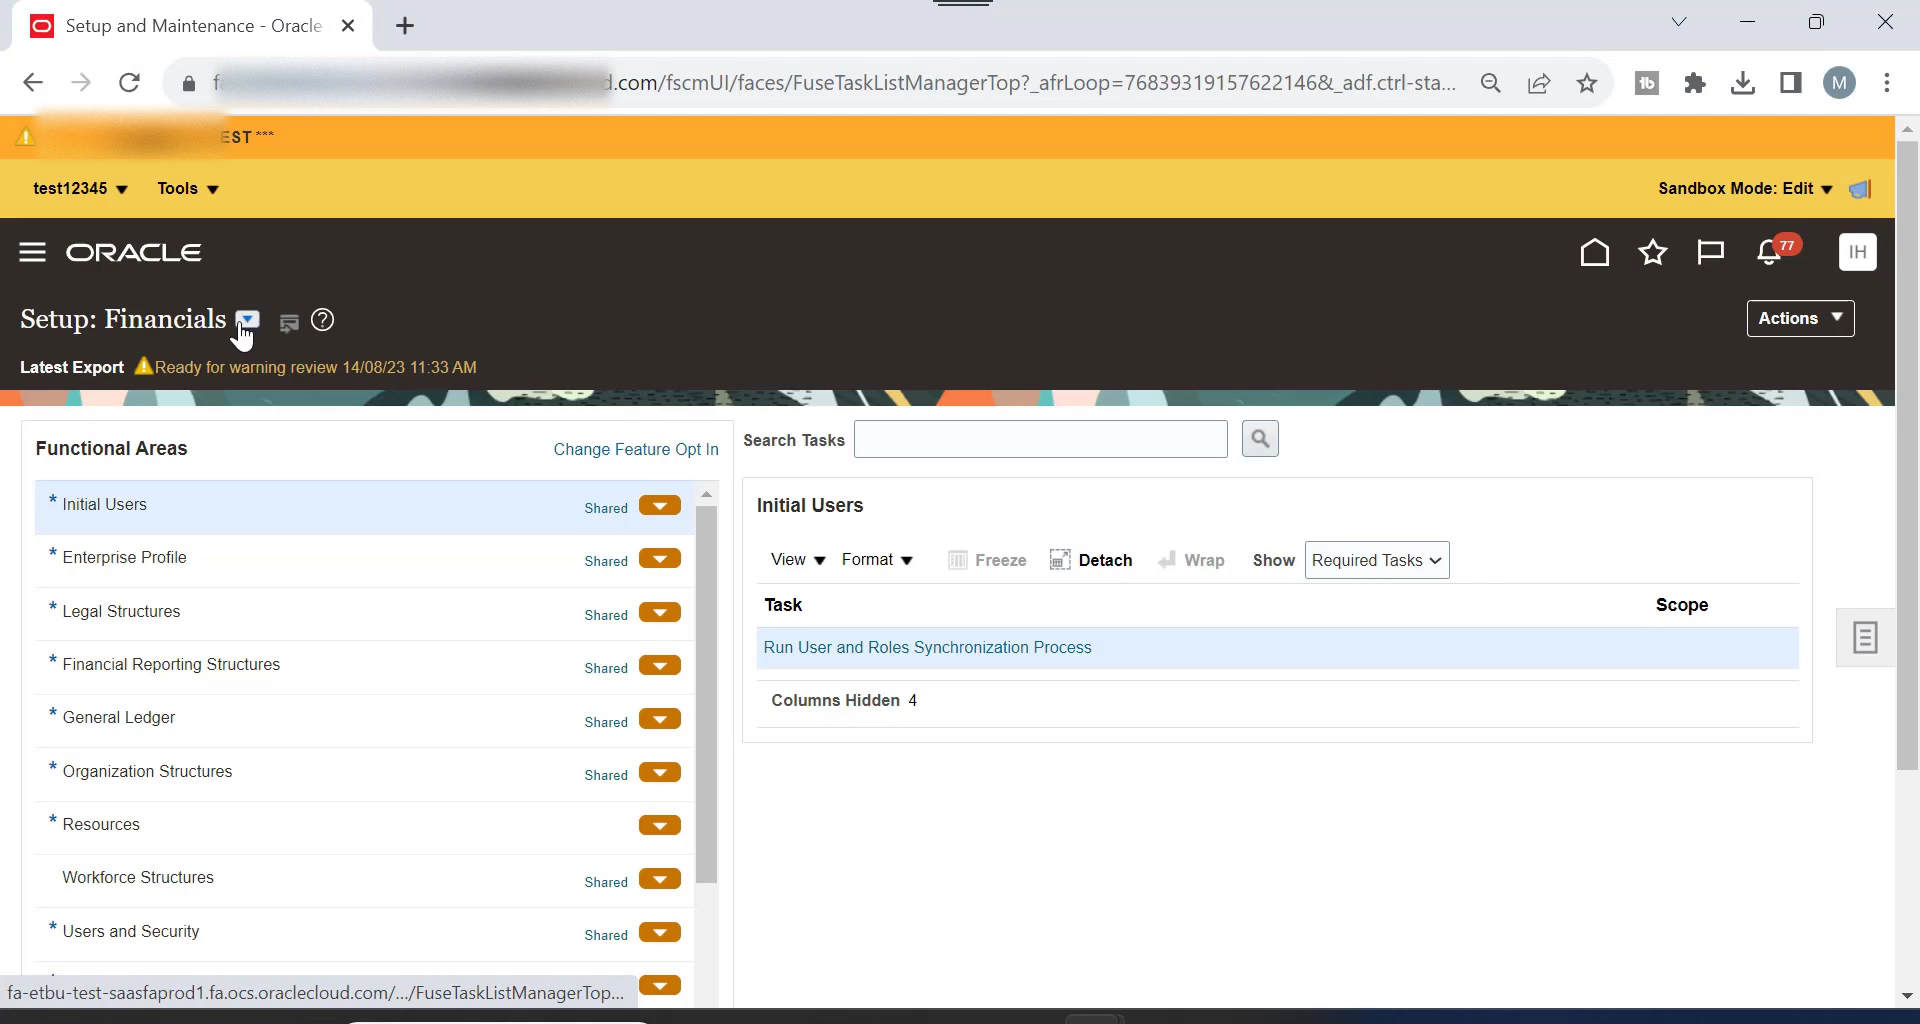 Setup and Maintenance - Oracle
.com/fscmUI/faces/FuseTaskListManagerTop?_afrLoop=76839319157622146&_adf.ctrl-sta...
tb
M
EST ***
test12345 Tools Sandbox Mode: Edit
ORACLE 77 IH
Setup: Financials ? Actions
Latest Export Ready for warning review 14/08/23 11:33 AM
Functional Areas Change Feature Opt In
Search Tasks
* Initial Users Shared
* Enterprise Profile Shared
* Legal Structures Shared
* Financial Reporting Structures Shared
* General Ledger Shared
* Organization Structures Shared
* Resources
Workforce Structures Shared
* Users and Security Shared
Initial Users
View Format Freeze Detach Wrap Show Required Tasks
Task Scope
Run User and Roles Synchronization Process
Columns Hidden 4
fa-etbu-test-saasfaprod1.fa.ocs.oraclecloud.com/.../FuseTaskListManagerTop...